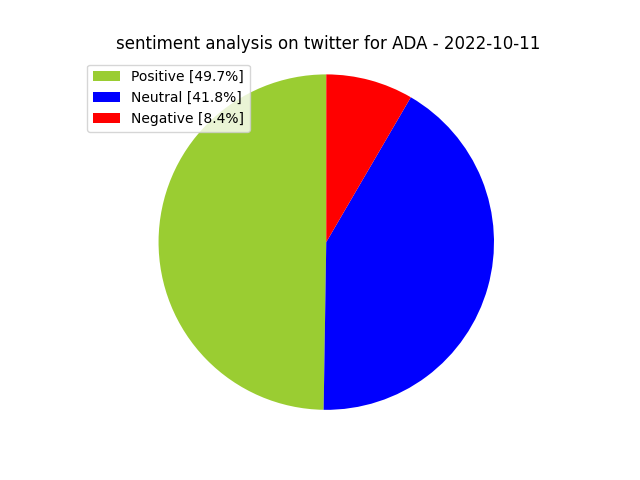 sentiment analysis on twitter for ADA - 2022-10-11
Positive [49.7%]
Neutral [41.8%]
Negative [8.4%]